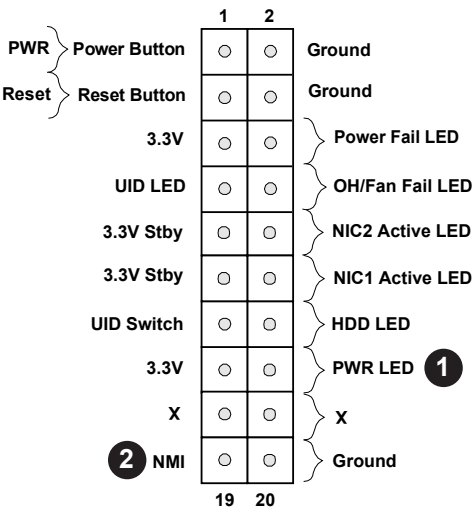 1 2
PWR Power Button Ground
Reset Reset Button Ground
3.3V Power Fail LED
UID LED OH/Fan Fail LED
3.3V Stby NIC2 Active LED
3.3V Stby NIC1 Active LED
UID Switch HDD LED
3.3V PWR LED 1
X X
2 NMI Ground
19 20